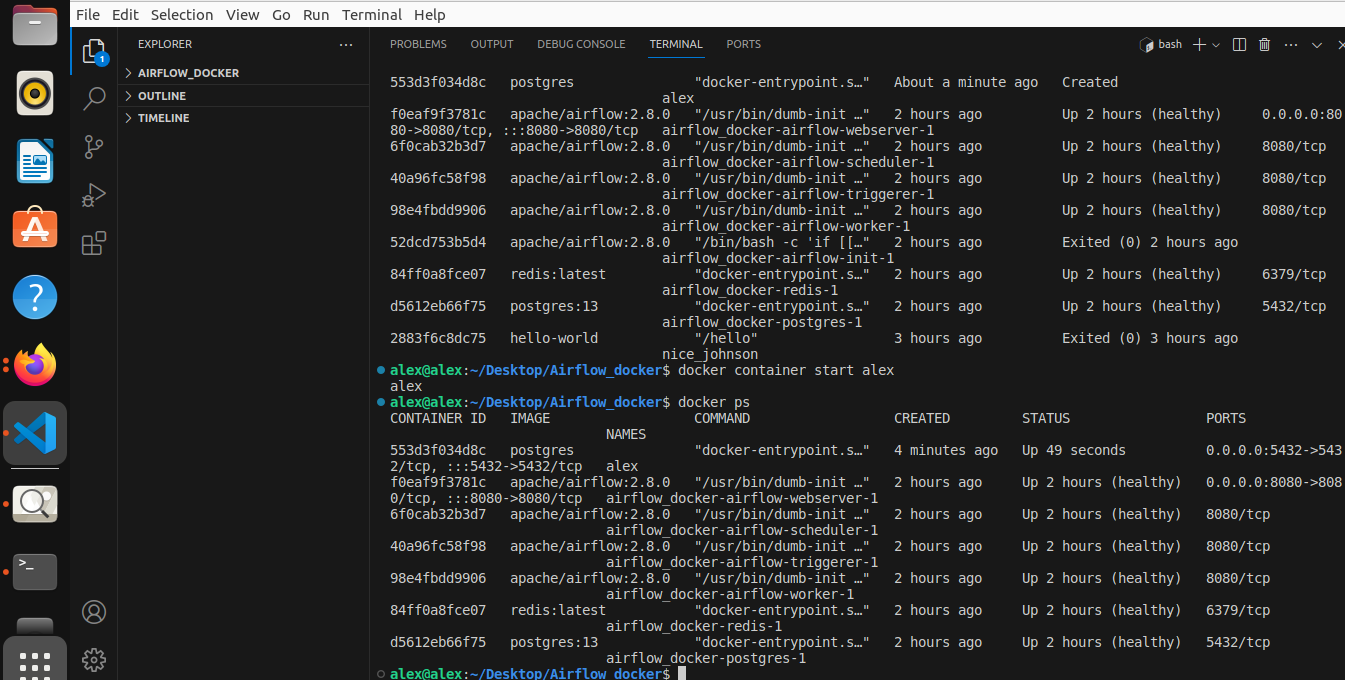 File Edit Selection View Go Run Terminal Help
EXPLORER
PROBLEMS OUTPUT DEBUG CONSOLE TERMINAL PORTS
bash
1
AIRFLOW_DOCKER
OUTLINE
TIMELINE
553d3f034d8c postgres "docker-entrypoint.s…" About a minute ago Created
alex
f0eaf9f3781c apache/airflow:2.8.0 "/usr/bin/dumb-init …" 2 hours ago Up 2 hours (healthy) 0.0.0.0:80
80->8080/tcp, :::8080->8080/tcp airflow_docker-airflow-webserver-1
6f0cab32b3d7 apache/airflow:2.8.0 "/usr/bin/dumb-init …" 2 hours ago Up 2 hours (healthy) 8080/tcp
airflow_docker-airflow-scheduler-1
40a96fc58f98 apache/airflow:2.8.0 "/usr/bin/dumb-init …" 2 hours ago Up 2 hours (healthy) 8080/tcp
airflow_docker-airflow-triggerer-1
98e4fbdd9906 apache/airflow:2.8.0 "/usr/bin/dumb-init …" 2 hours ago Up 2 hours (healthy) 8080/tcp
airflow_docker-airflow-worker-1
52dcd753b5d4 apache/airflow:2.8.0 "/bin/bash -c 'if [[…" 2 hours ago Exited (0) 2 hours ago
airflow_docker-airflow-init-1
84ff0a8fce07 redis:latest "docker-entrypoint.s…" 2 hours ago Up 2 hours (healthy) 6379/tcp
airflow_docker-redis-1
d5612eb66f75 postgres:13 "docker-entrypoint.s…" 2 hours ago Up 2 hours (healthy) 5432/tcp
airflow_docker-postgres-1
2883f6c8dc75 hello-world "/hello" 3 hours ago Exited (0) 3 hours ago
nice_johnson
alex@alex:~/Desktop/Airflow_docker$ docker container start alex
alex
alex@alex:~/Desktop/Airflow_docker$ docker ps
CONTAINER ID IMAGE COMMAND CREATED STATUS PORTS
NAMES
553d3f034d8c postgres "docker-entrypoint.s…" 4 minutes ago Up 49 seconds 0.0.0.0:5432->543
2/tcp, :::5432->5432/tcp alex
f0eaf9f3781c apache/airflow:2.8.0 "/usr/bin/dumb-init …" 2 hours ago Up 2 hours (healthy) 0.0.0.0:8080->808
0/tcp, :::8080->8080/tcp airflow_docker-airflow-webserver-1
6f0cab32b3d7 apache/airflow:2.8.0 "/usr/bin/dumb-init …" 2 hours ago Up 2 hours (healthy) 8080/tcp
airflow_docker-airflow-scheduler-1
40a96fc58f98 apache/airflow:2.8.0 "/usr/bin/dumb-init …" 2 hours ago Up 2 hours (healthy) 8080/tcp
airflow_docker-airflow-triggerer-1
98e4fbdd9906 apache/airflow:2.8.0 "/usr/bin/dumb-init …" 2 hours ago Up 2 hours (healthy) 8080/tcp
airflow_docker-airflow-worker-1
84ff0a8fce07 redis:latest "docker-entrypoint.s…" 2 hours ago Up 2 hours (healthy) 6379/tcp
airflow_docker-redis-1
d5612eb66f75 postgres:13 "docker-entrypoint.s…" 2 hours ago Up 2 hours (healthy) 5432/tcp
airflow_docker-postgres-1
alex@alex:~/Desktop/Airflow_docker$